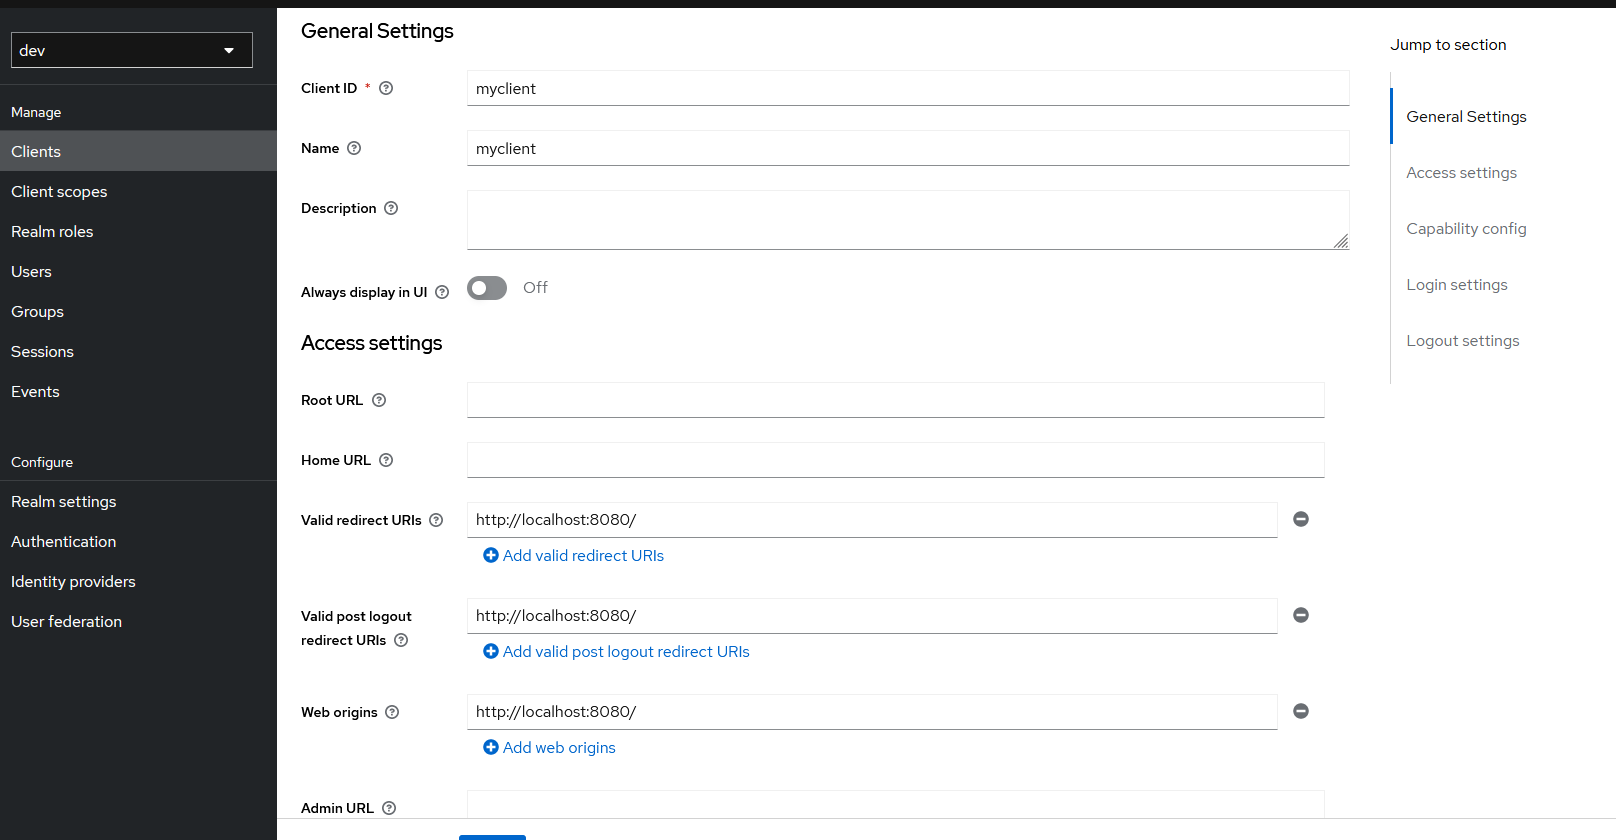 dev
Manage
Clients
Client scopes
Realm roles
Users
Groups
Sessions
Events
Configure
Realm settings
Authentication
Identity providers
User federation
General Settings
Client ID *
myclient
Name
myclient
Description
Always display in UI
Off
Access settings
Root URL
Home URL
Valid redirect URIs
http://localhost:8080/
Add valid redirect URIs
Valid post logout
redirect URIs
http://localhost:8080/
Add valid post logout redirect URIs
Web origins
http://localhost:8080/
Add web origins
Admin URL
Jump to section
General Settings
Access settings
Capability config
Login settings
Logout settings